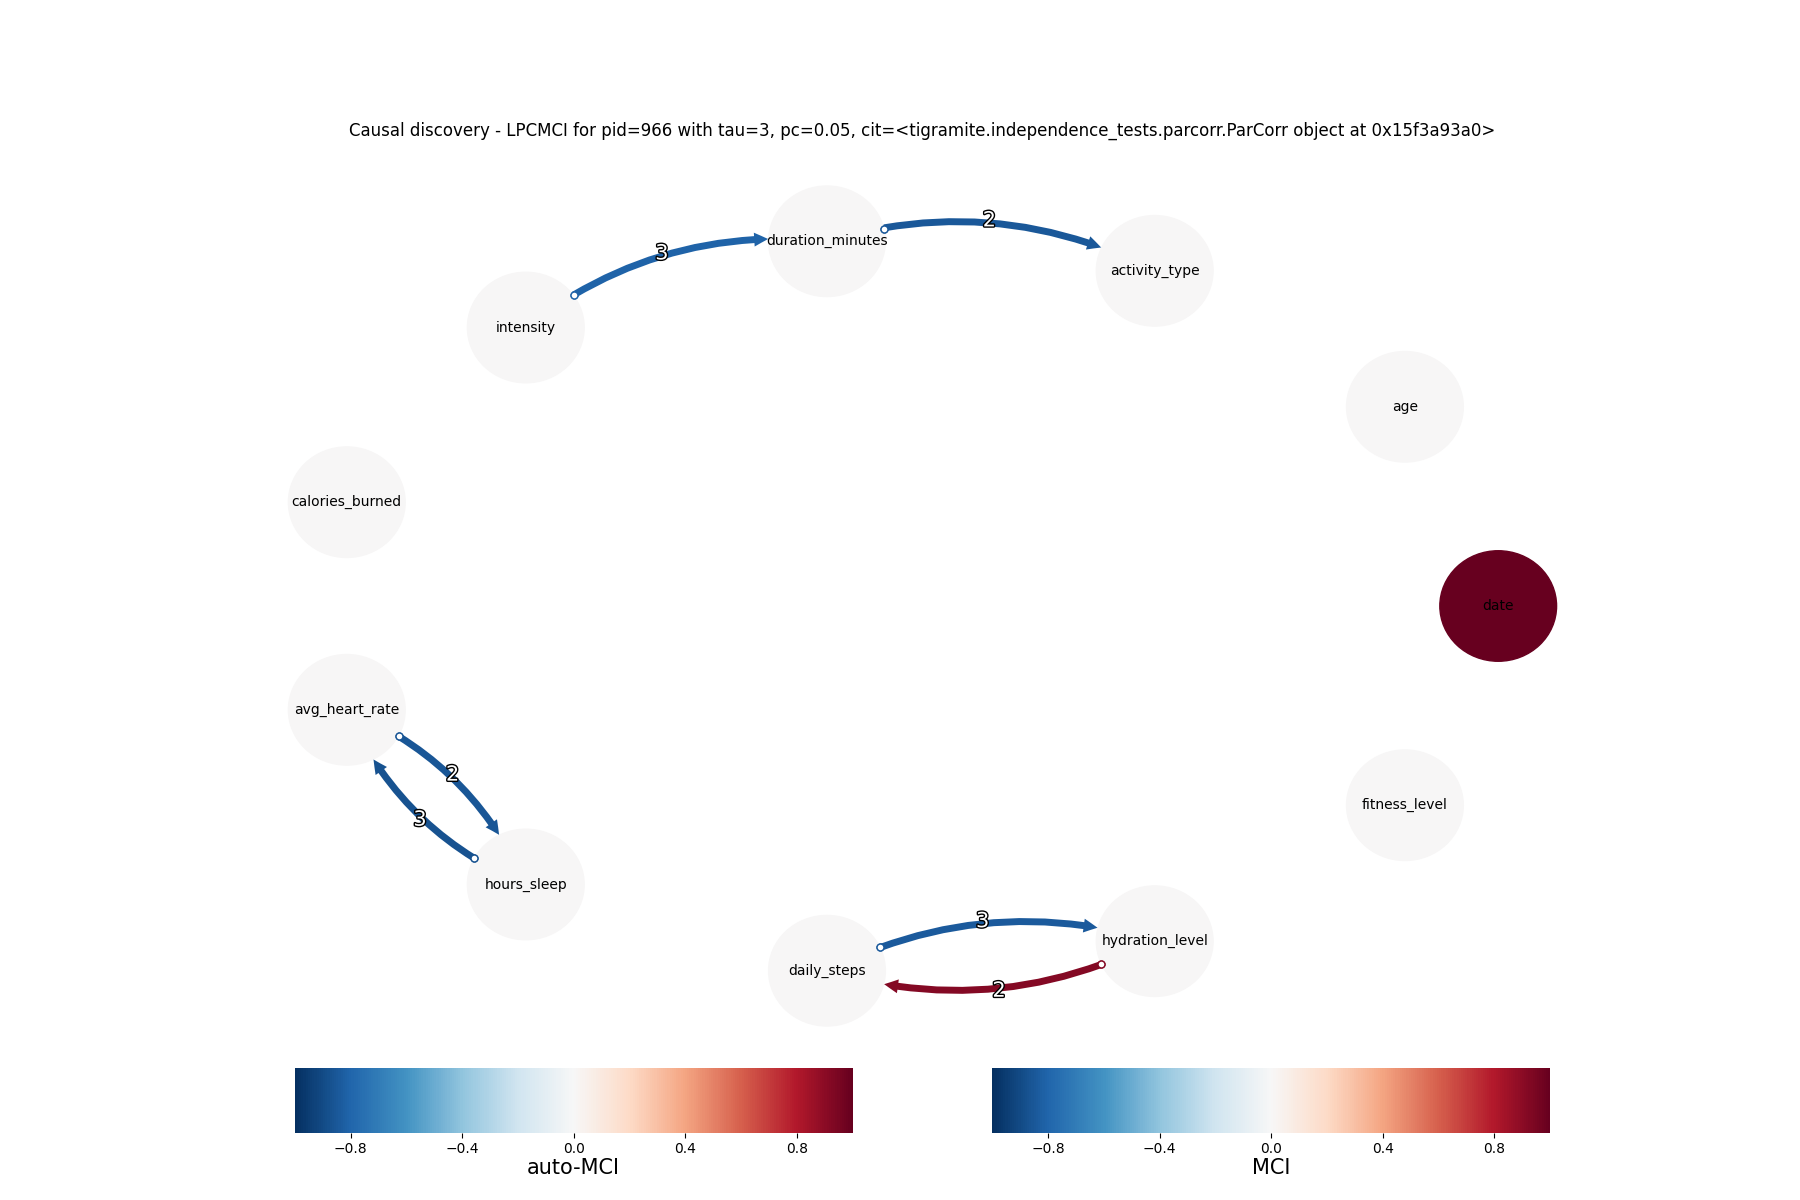 Causal discovery - LPCMCI for pid=966 with tau=3, pc=0.05, cit=<tigramite.independence_tests.parcorr.ParCorr object at 0x15f3a93a0>
2
3
duration_minutes
activity_type
intensity
age
calories_burned
date
avg_heart_rate
2
3
fitness_level
hours_sleep
3
hydration_level
daily_steps
2
−0.8 −0.4 0.0 0.4 0.8
auto-MCI
−0.8 −0.4 0.0 0.4 0.8
MCI